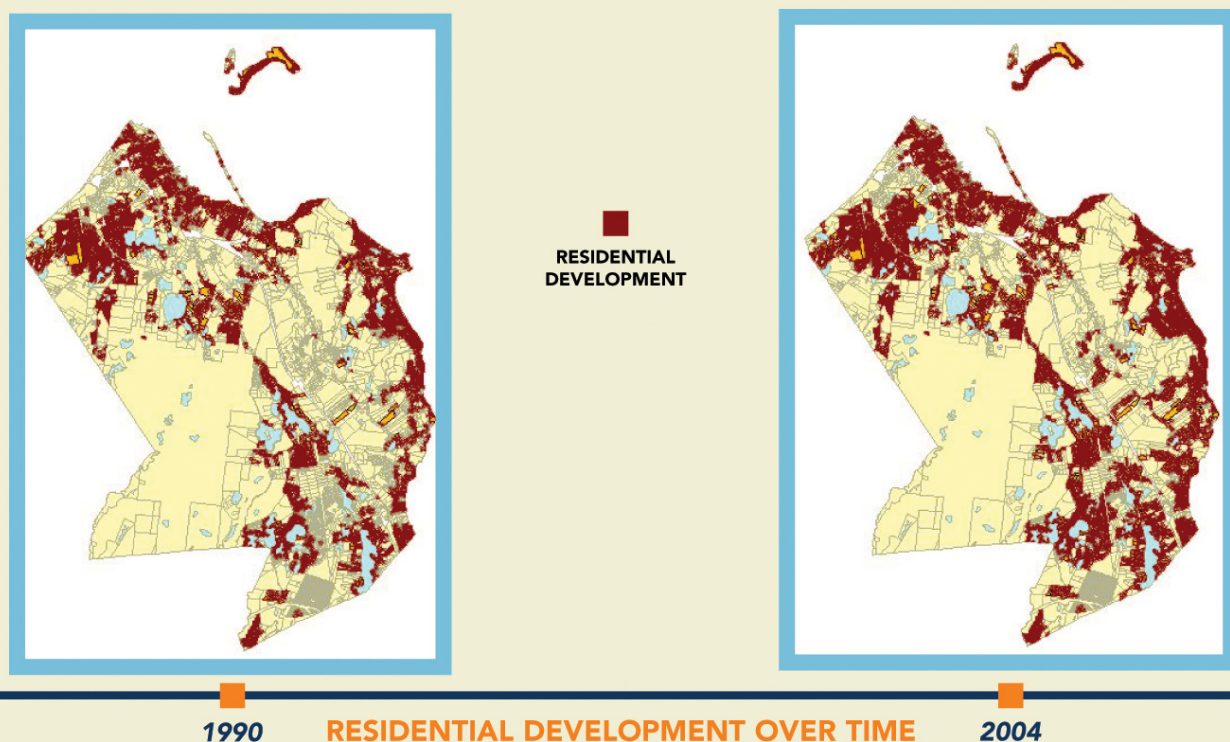 RESIDENTIAL
DEVELOPMENT
1990
RESIDENTIAL DEVELOPMENT OVER TIME
2004